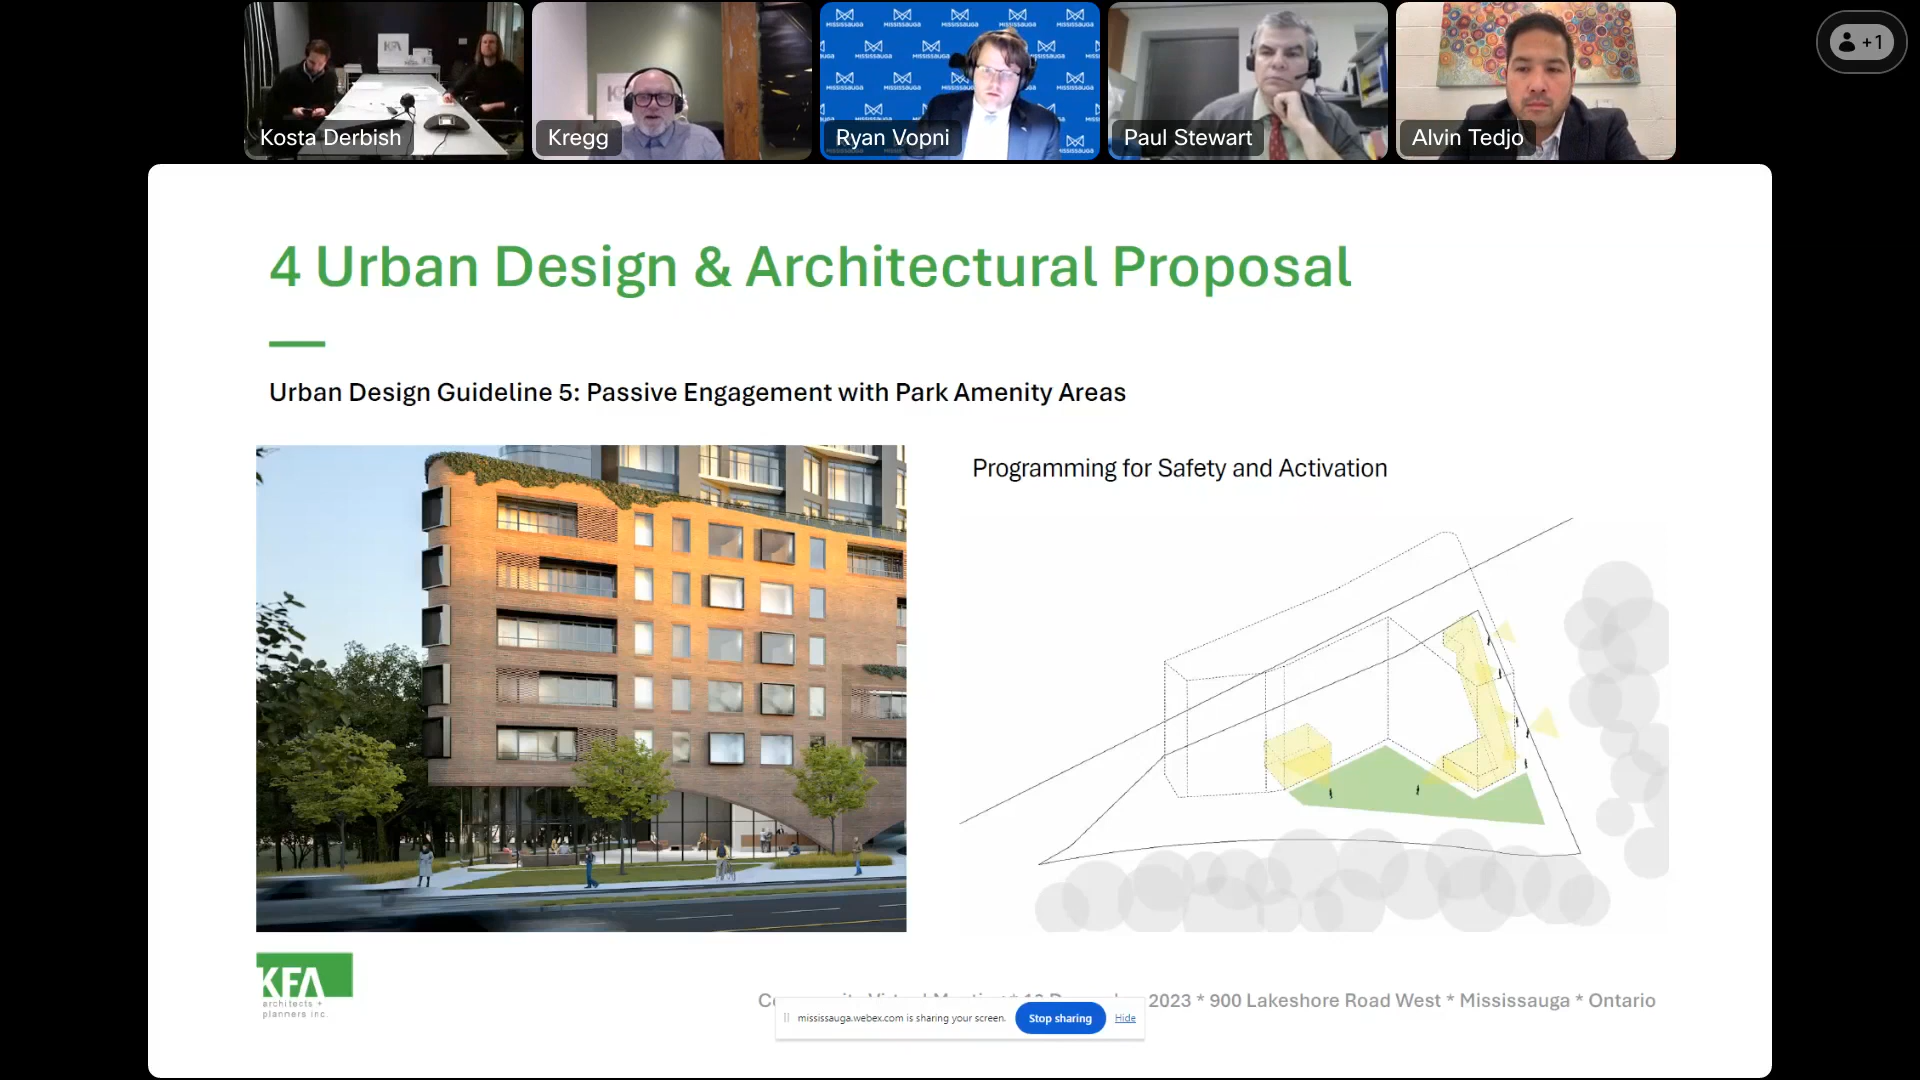 +1
Kosta Derbish
Kregg
Ryan Vopni
Paul Stewart
Alvin Tedjo
4 Urban Design & Architectural Proposal
Urban Design Guideline 5: Passive Engagement with Park Amenity Areas
Programming for Safety and Activation
KFA
architects +
planners inc.
2023 * 900 Lakeshore Road West * Mississauga * Ontario
mississauga.webex.com is sharing your screen.
Stop sharing
Hide